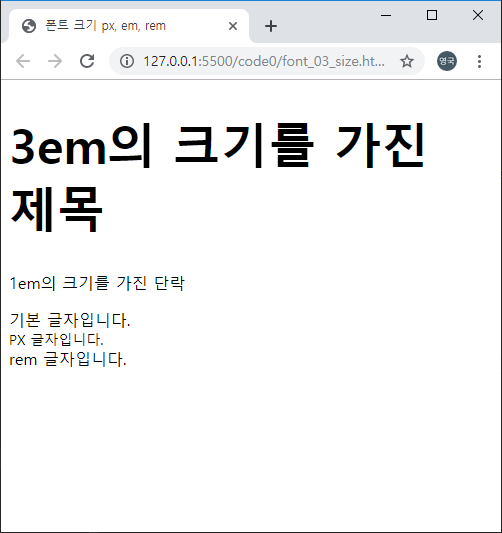 폰트 크기 px, em, rem
127.0.0.1:5500/code0/font_03_size.ht...
영국
3em의 크기를 가진
제목
1em의 크기를 가진 단락
기본 글자입니다.
PX 글자입니다.
rem 글자입니다.